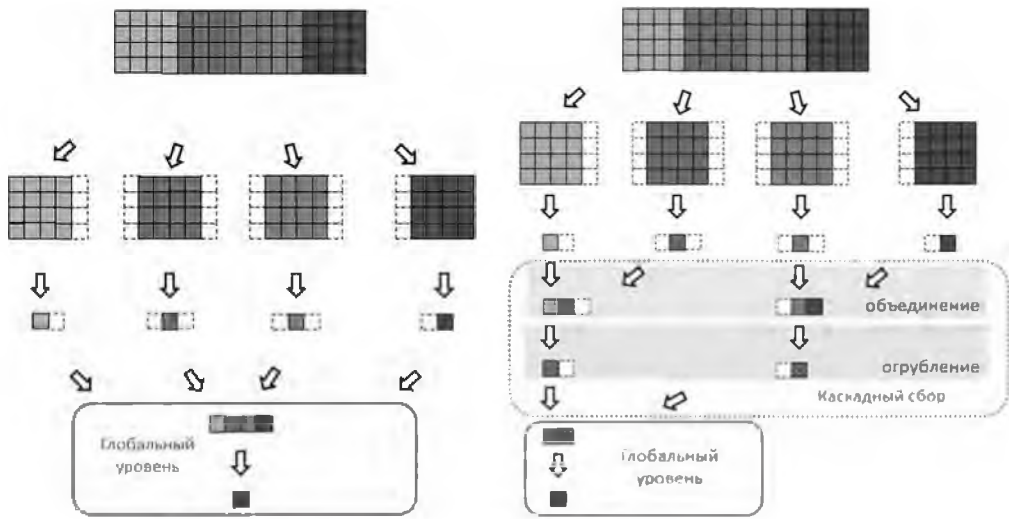 Глобальный
уровень
объединение
огрубление
Каскадный сбор
Глобальный
уровень